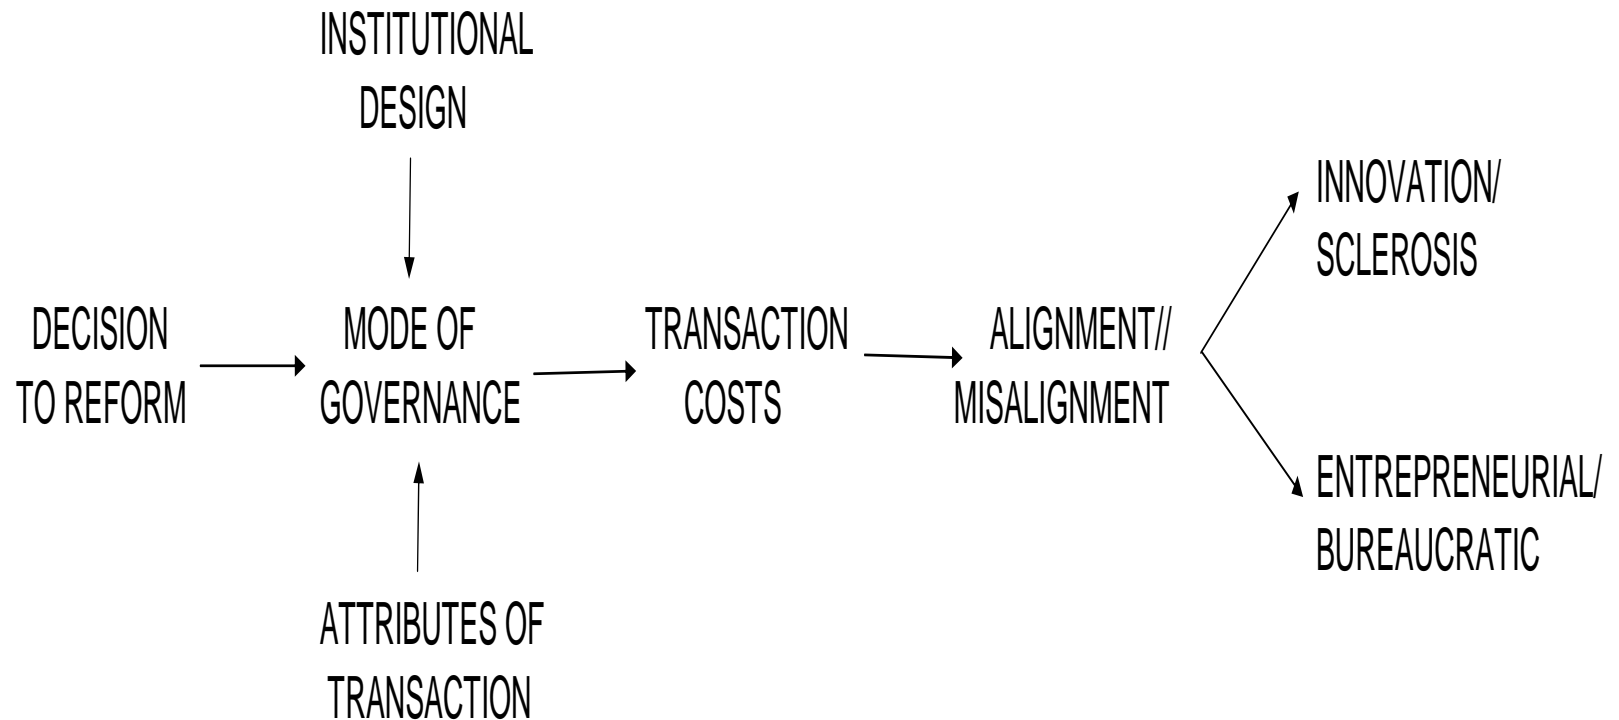 INSTITUTIONAL
DESIGN
INNOVATION/
SCLEROSIS
DECISION
TO REFORM
MODE OF
GOVERNANCE
TRANSACTION
COSTS
ALIGNMENT//
MISALIGNMENT
ENTREPRENEURIAL/
BUREAUCRATIC
ATTRIBUTES OF
TRANSACTION